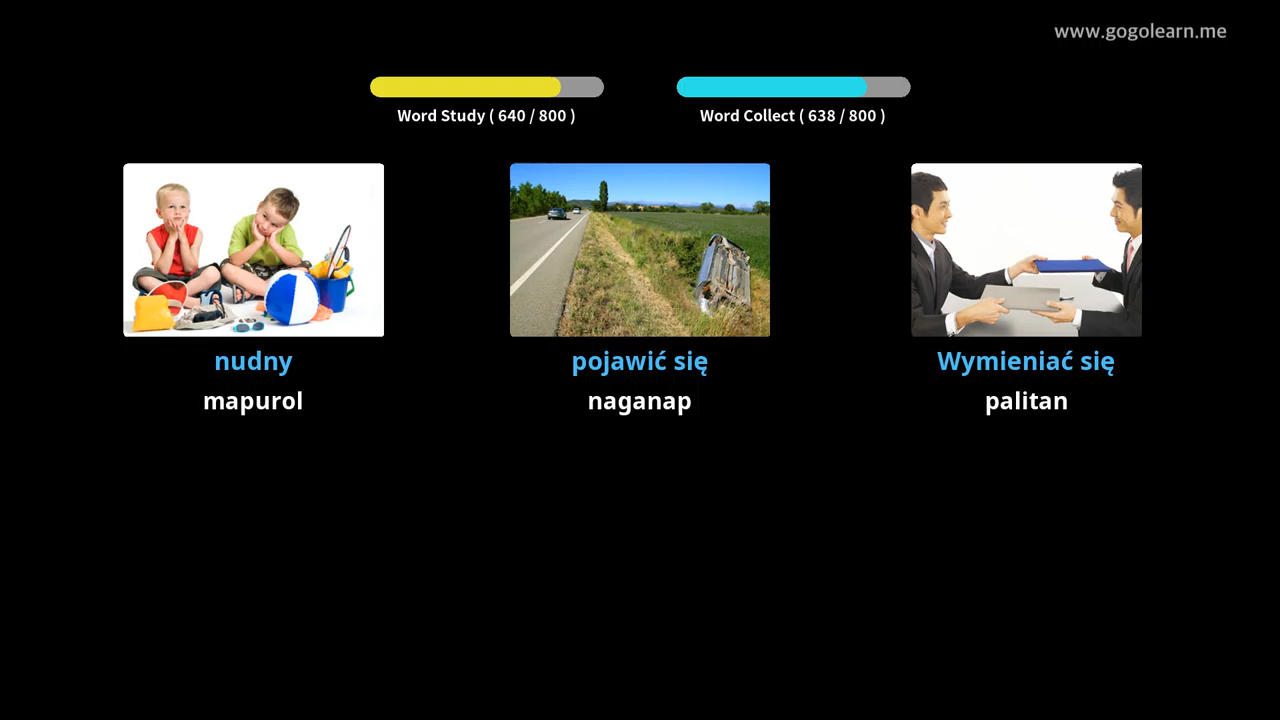 www.gogolearn.me
Word Study ( 640 / 800 )
Word Collect ( 638 / 800 )
nudny
pojawić się
Wymieniać się
mapurol
naganap
palitan